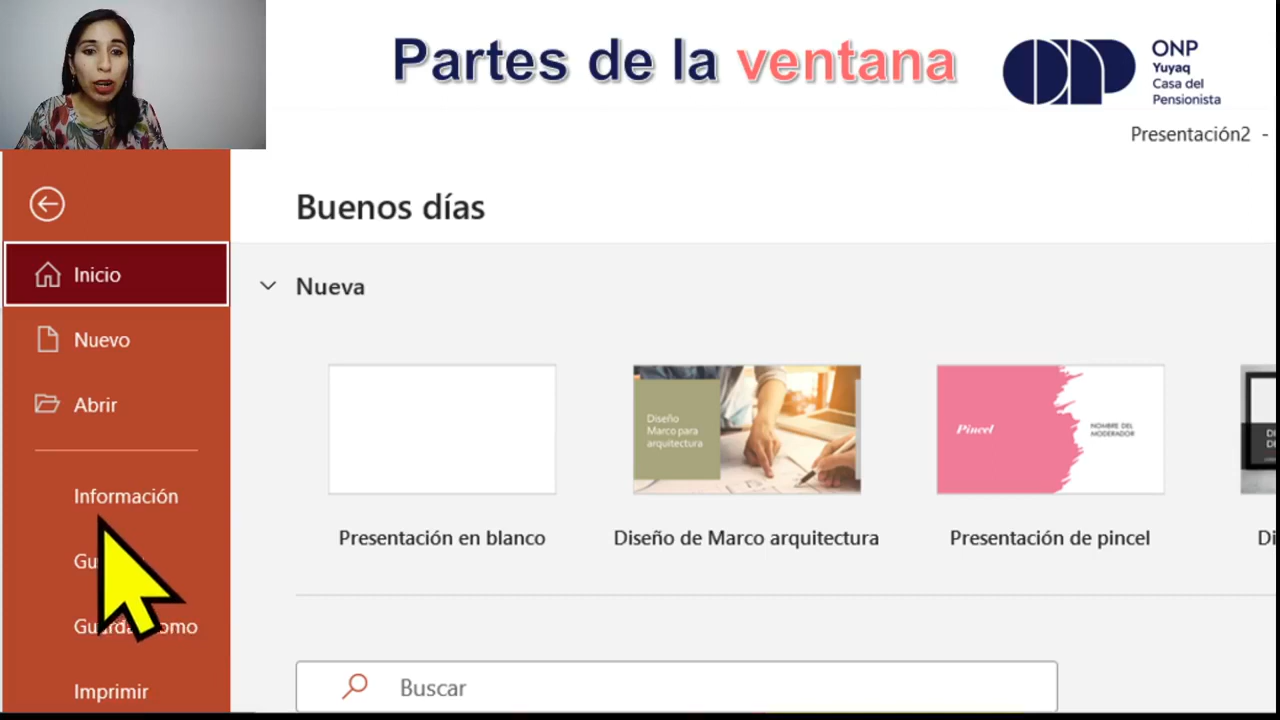 Partes de la ventana
ONP
Yuyaq
Casa del
Pensionista
Presentación2 -
Buenos días
Inicio
Nuevo
Abrir
Información
Imprimir
Nueva
Diseño
Marco para
arquitectura
Pincel
NOMBRE DEL
MODERADOR
Presentación en blanco
Diseño de Marco arquitectura
Presentación de pincel
Buscar